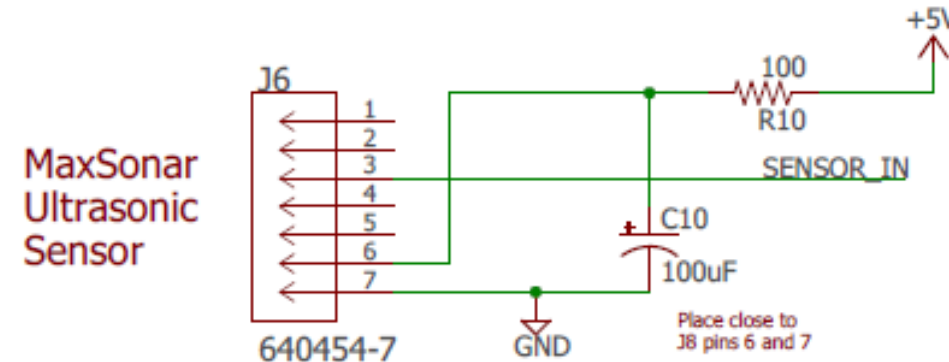 +5V
J6
100
R10
1
2
3
4
5
6
7
MaxSonar
Ultrasonic
Sensor
SENSOR_IN
+
C10
100uF
Place close to
J8 pins 6 and 7
640454-7
GND